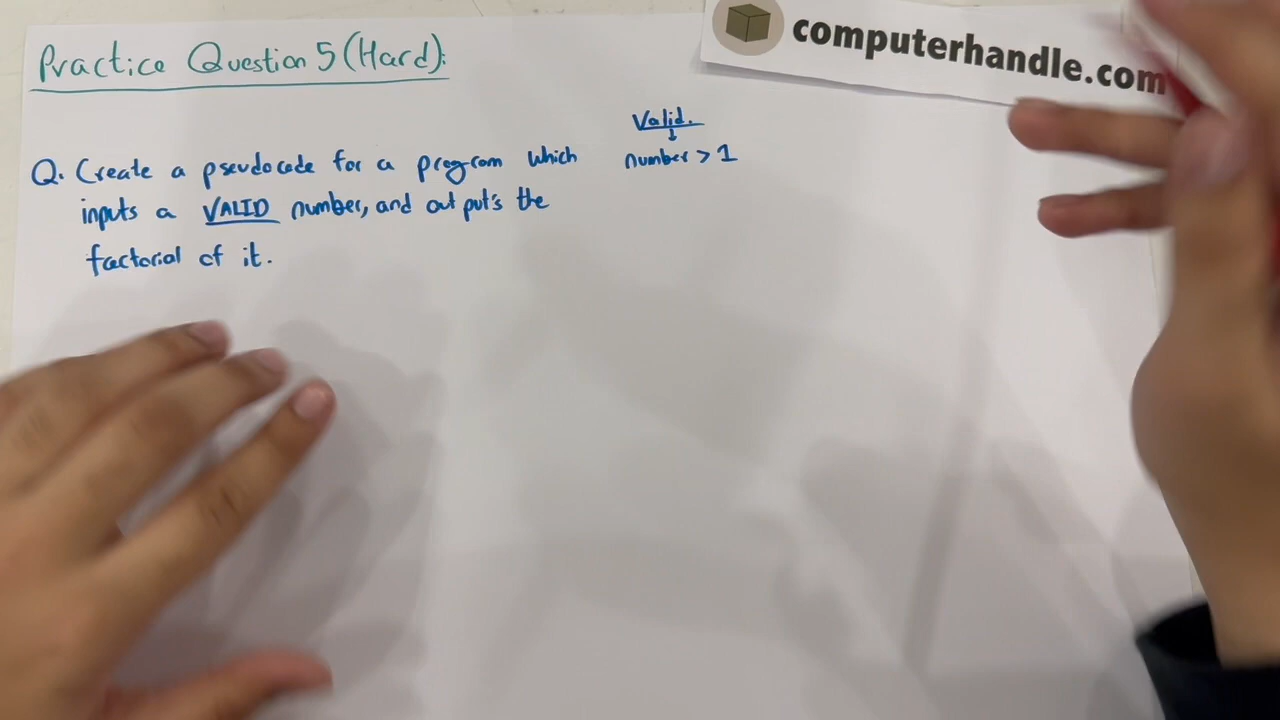 Practice Question 5 (Hard):
computerhandle.com
Valid.
number > 1
Q. Create a pseudocode for a program which
inputs a VALID number, and out put's the
factorial of it.